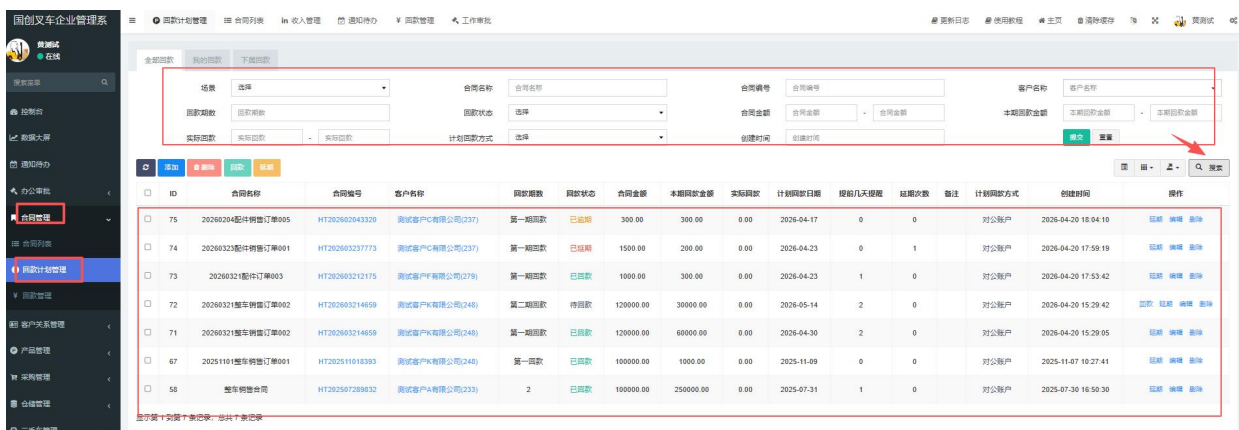 国创叉车企业管理系
回款计划管理 合同列表 收入管理 通知待办 ¥ 回款管理 工作审批
更新日志 使用教程 主页 清除缓存 黄测试
黄测试
在线
搜索菜单
控制台
数据大屏
通知待办
办公审批
合同管理
合同列表
回款计划管理
¥ 回款管理
客户关系管理
产品管理
采购管理
仓储管理
全部回款 我的回款 下属回款
场景 选择 合同名称 合同名称 合同编号 合同编号 客户名称 客户名称
回款期数 回款期数 回款状态 选择 合同金额 合同金额 - 合同金额 本期回款金额 本期回款金额 - 本期回款金额
实际回款 实际回款 - 实际回款 计划回款方式 选择 创建时间 创建时间 提交 重置
添加 删除 回款 延期 搜索
ID 合同名称 合同编号 客户名称 回款期数 回款状态 合同金额 本期回款金额 实际回款 计划回款日期 提前几天提醒 延期次数 备注 计划回款方式 创建时间 操作
75 20260204配件销售订单005 HT202602043320 测试客户C有限公司(237) 第一期回款 已逾期 300.00 300.00 0.00 2026-04-17 0 0 对公账户 2026-04-20 18:04:10 延期 编辑 删除
74 20260323配件销售订单001 HT202603237773 测试客户C有限公司(237) 第一期回款 已延期 1500.00 200.00 0.00 2026-04-23 0 1 对公账户 2026-04-20 17:59:19 延期 编辑 删除
73 20260321配件订单003 HT202603212175 测试客户F有限公司(279) 第一期回款 已回款 1000.00 300.00 0.00 2026-04-23 1 0 对公账户 2026-04-20 17:53:42 延期 编辑 删除
72 20260321整车销售订单002 HT202603214659 测试客户K有限公司(248) 第二期回款 待回款 120000.00 30000.00 0.00 2026-05-14 2 0 对公账户 2026-04-20 15:29:42 回款 延期 编辑 删除
71 20260321整车销售订单002 HT202603214659 测试客户K有限公司(248) 第一期回款 已回款 120000.00 60000.00 0.00 2026-04-30 2 0 对公账户 2026-04-20 15:29:05 延期 编辑 删除
67 20251101整车销售订单001 HT202511018393 测试客户K有限公司(248) 第一回款 已回款 100000.00 1000.00 0.00 2025-11-09 0 0 对公账户 2025-11-07 10:27:41 延期 编辑 删除
58 整车销售合同 HT202507289832 测试客户A有限公司(233) 2 已回款 100000.00 250000.00 0.00 2025-07-31 1 0 对公账户 2025-07-30 16:50:30 延期 编辑 删除
显示第 1 到第 7 条记录，总共 7 条记录